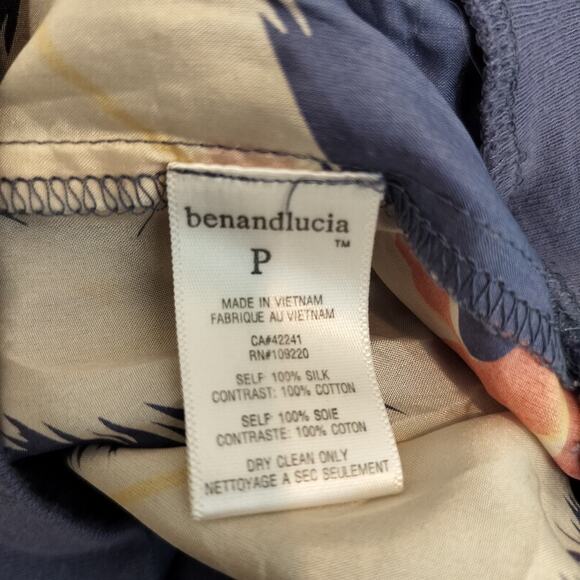 benandlucia
™
P
MADE IN VIETNAM
FABRIQUE AU VIETNAM
CA#42241
RN#109220
SELF 100% SILK
CONTRAST: 100% COTTON
SELF 100% SOIE
CONTRASTE: 100% COTON
DRY CLEAN ONLY
NETTOYAGE A SEC SEULEMENT